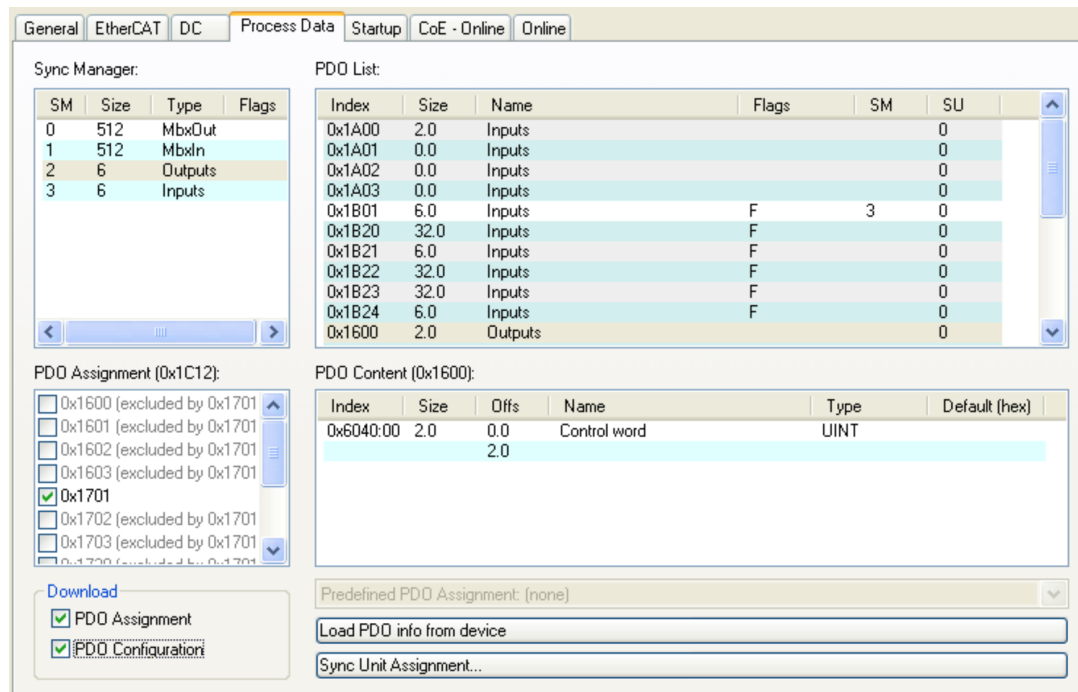 General EtherCAT DC Process Data Startup CoE - Online Online
Sync Manager:
SM Size Type Flags
0 512 MbxOut
1 512 MbxIn
2 6 Outputs
3 6 Inputs
PDO List:
Index Size Name Flags SM SU
0x1A00 2.0 Inputs 0
0x1A01 0.0 Inputs 0
0x1A02 0.0 Inputs 0
0x1A03 0.0 Inputs 0
0x1B01 6.0 Inputs F 3 0
0x1B20 32.0 Inputs F 0
0x1B21 6.0 Inputs F 0
0x1B22 32.0 Inputs F 0
0x1B23 32.0 Inputs F 0
0x1B24 6.0 Inputs F 0
0x1600 2.0 Outputs 0
PDO Assignment (0x1C12):
0x1600 (excluded by 0x1701
0x1601 (excluded by 0x1701
0x1602 (excluded by 0x1701
0x1603 (excluded by 0x1701
0x1701
0x1702 (excluded by 0x1701
0x1703 (excluded by 0x1701
PDO Content (0x1600):
Index Size Offs Name Type Default (hex)
0x6040:00 2.0 0.0 Control word UINT
2.0
Download
PDO Assignment
PDO Configuration
Predefined PDO Assignment: (none)
Load PDO info from device
Sync Unit Assignment...